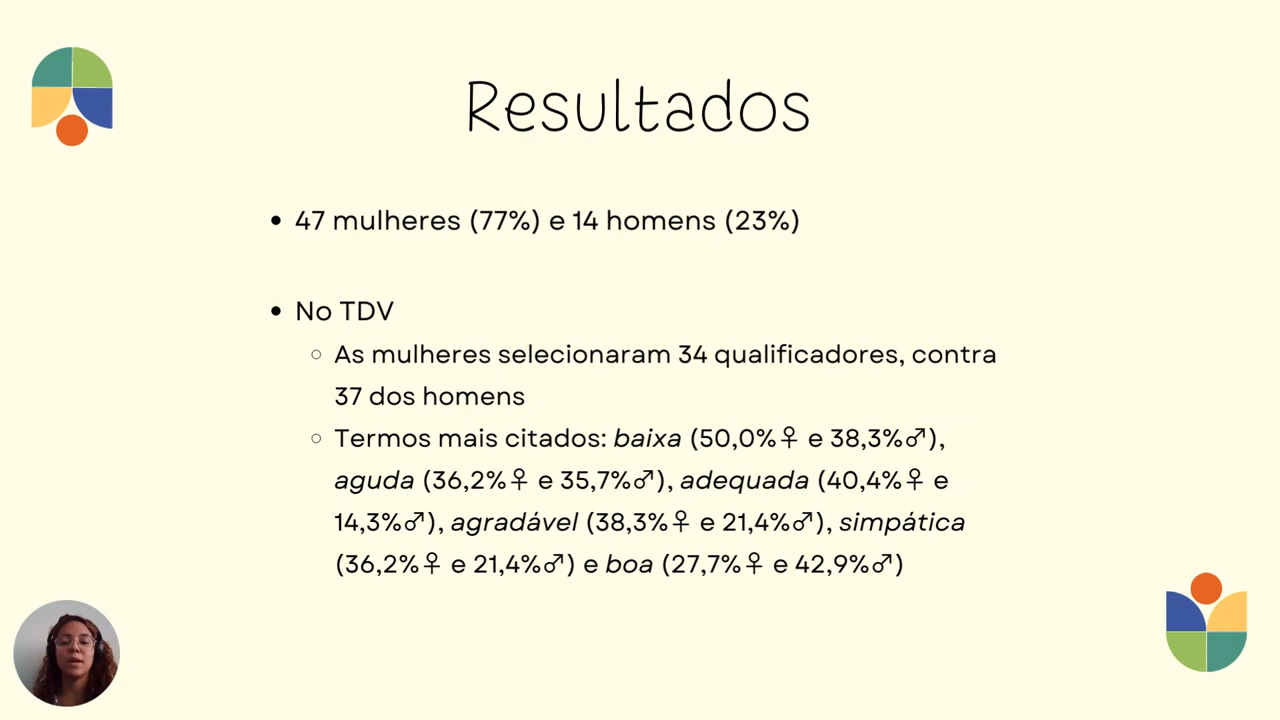 Resultados
• 47 mulheres (77%) e 14 homens (23%)
• No TDV
○ As mulheres selecionaram 34 qualificadores, contra
37 dos homens
○ Termos mais citados: baixa (50,0%♀ e 38,3%♂),
aguda (36,2%♀ e 35,7%♂), adequada (40,4%♀ e
14,3%♂), agradável (38,3%♀ e 21,4%♂), simpática
(36,2%♀ e 21,4%♂) e boa (27,7%♀ e 42,9%♂)